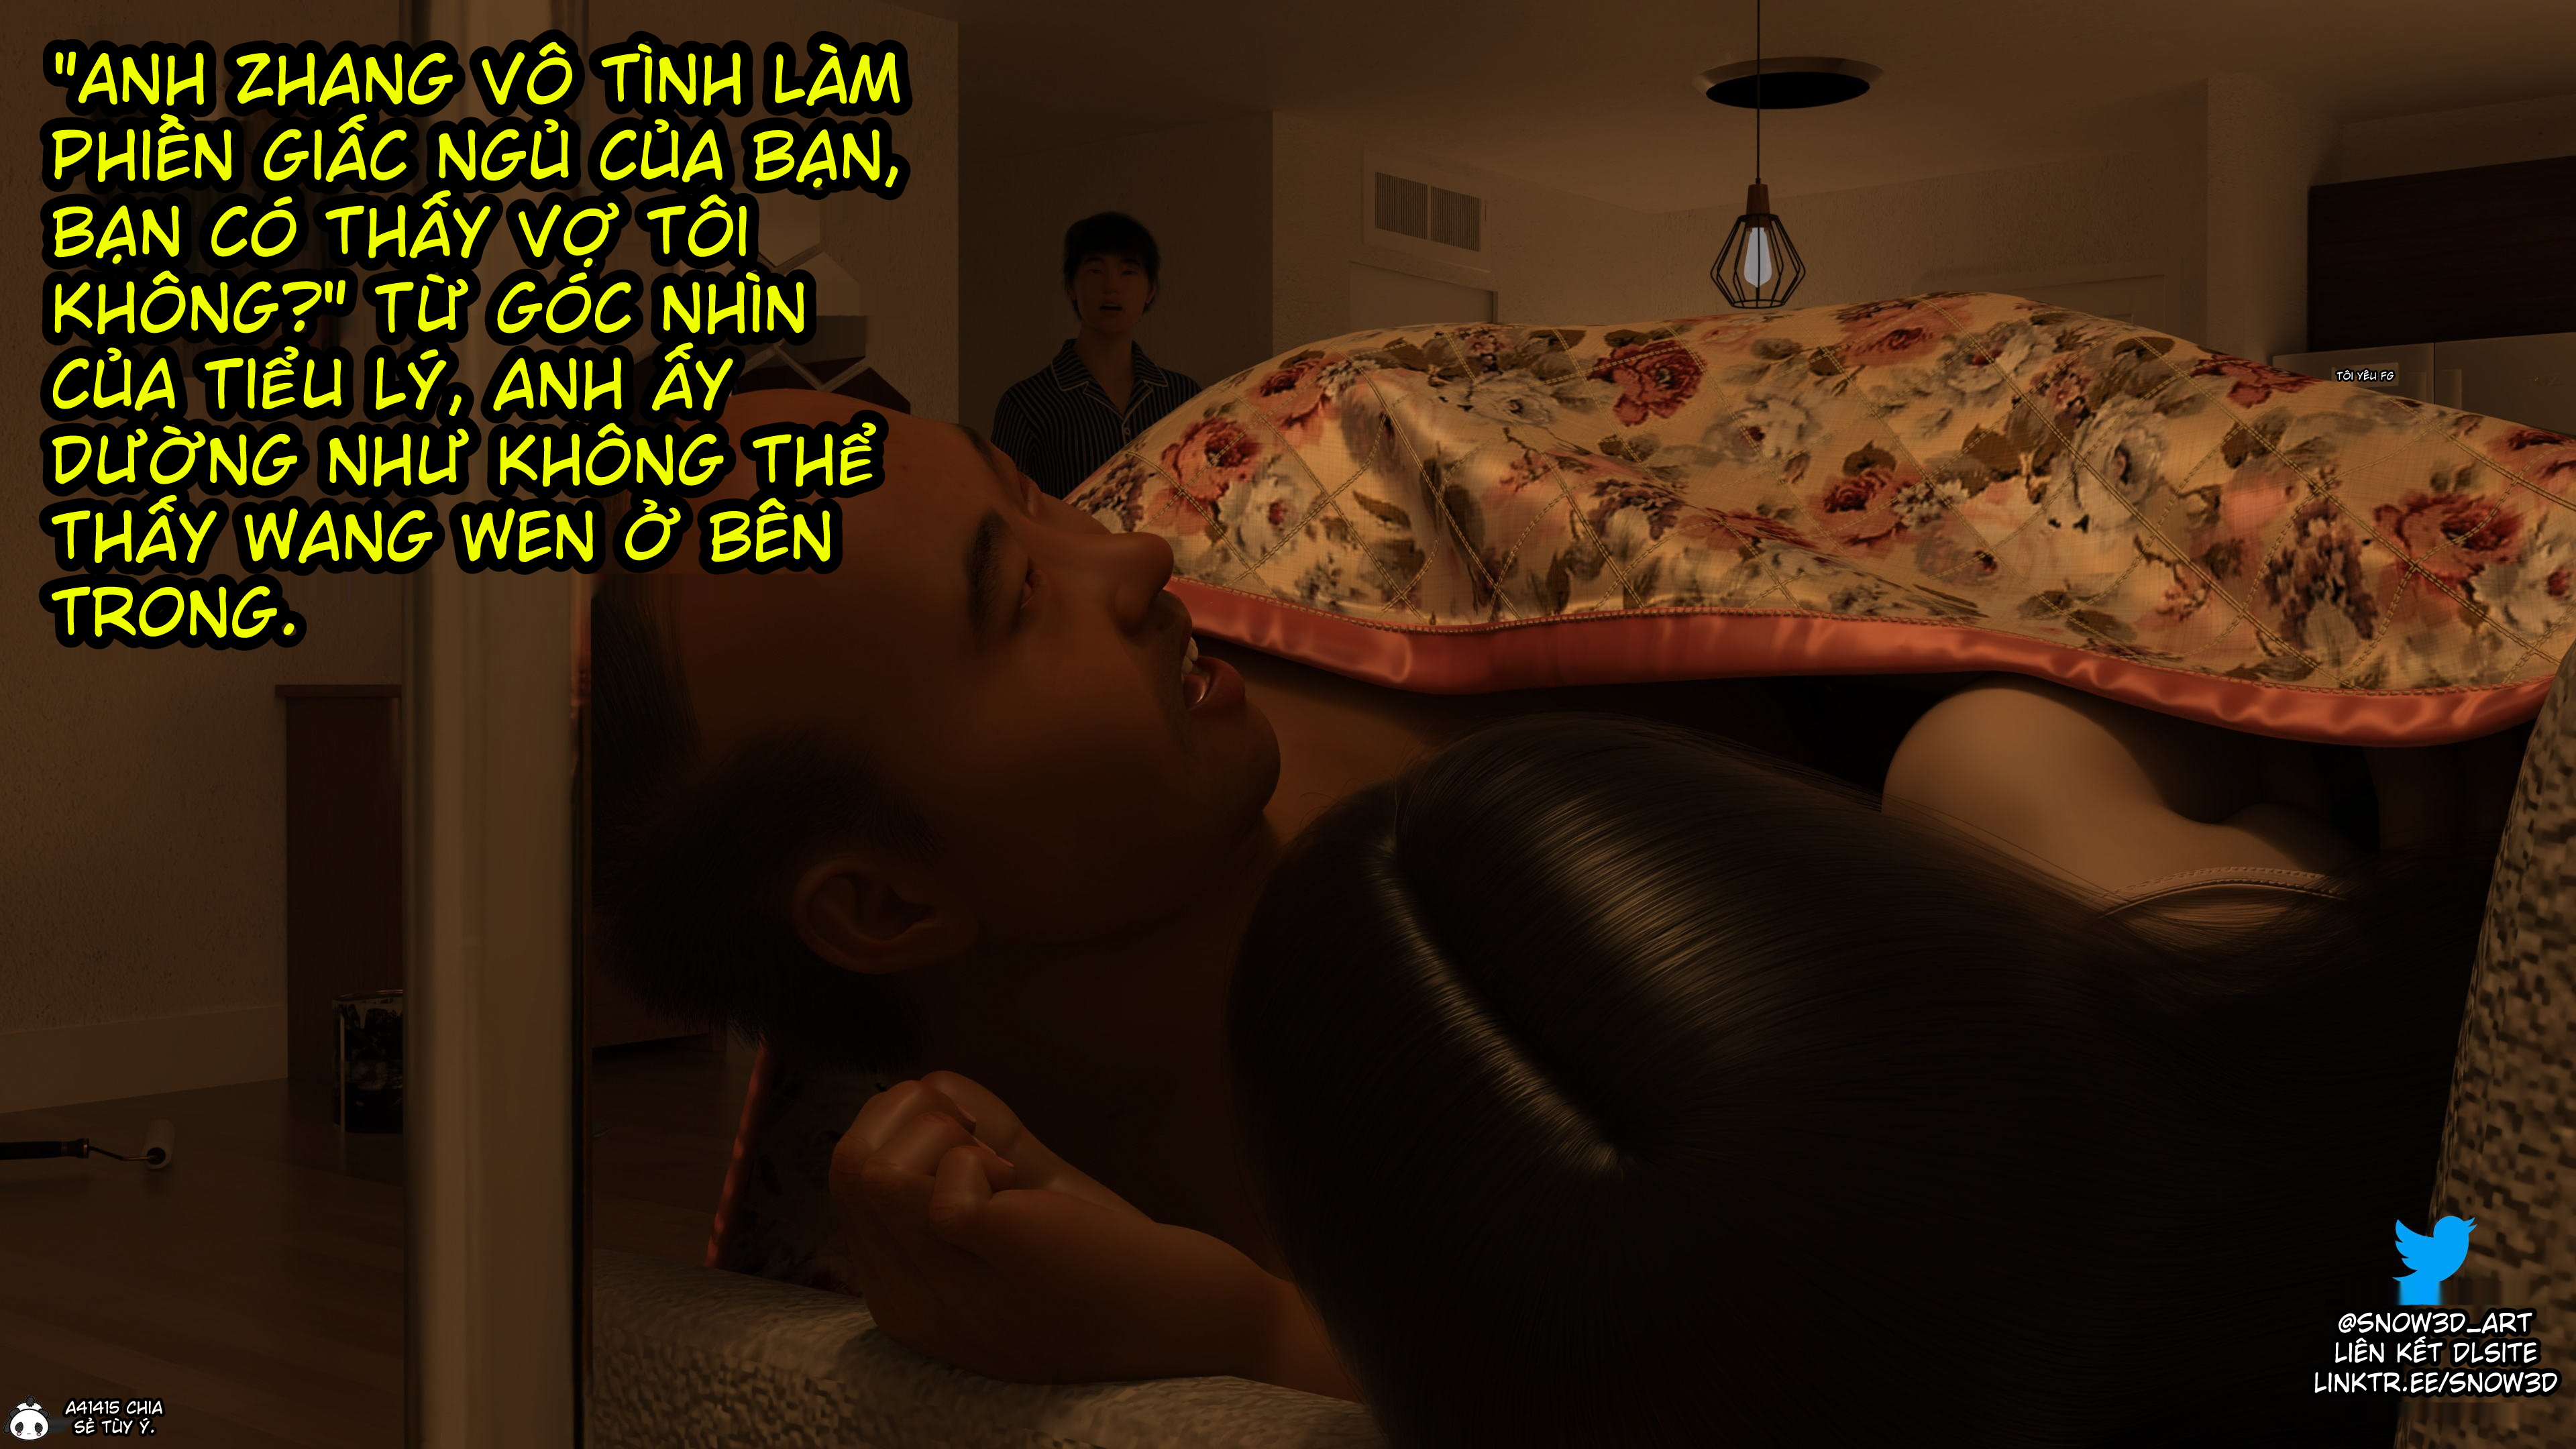 "ANH ZHANG VÔ TÌNH LÀM
PHIỀN GIẤC NGỦ CỦA BẠN,
BẠN CÓ THẤY VỢ TÔI
KHÔNG?" TỪ GÓC NHÌN
CỦA TIỂU LÝ, ANH ẤY
DƯỜNG NHƯ KHÔNG THỂ
THẤY WANG WEN Ở BÊN
TRONG.
TÔI YÊU FG
@SNOW3D_ART
LIÊN KẾT DLSITE
LINKTR.EE/SNOW3D
A41415 CHIA
SẺ TÙY Ý.